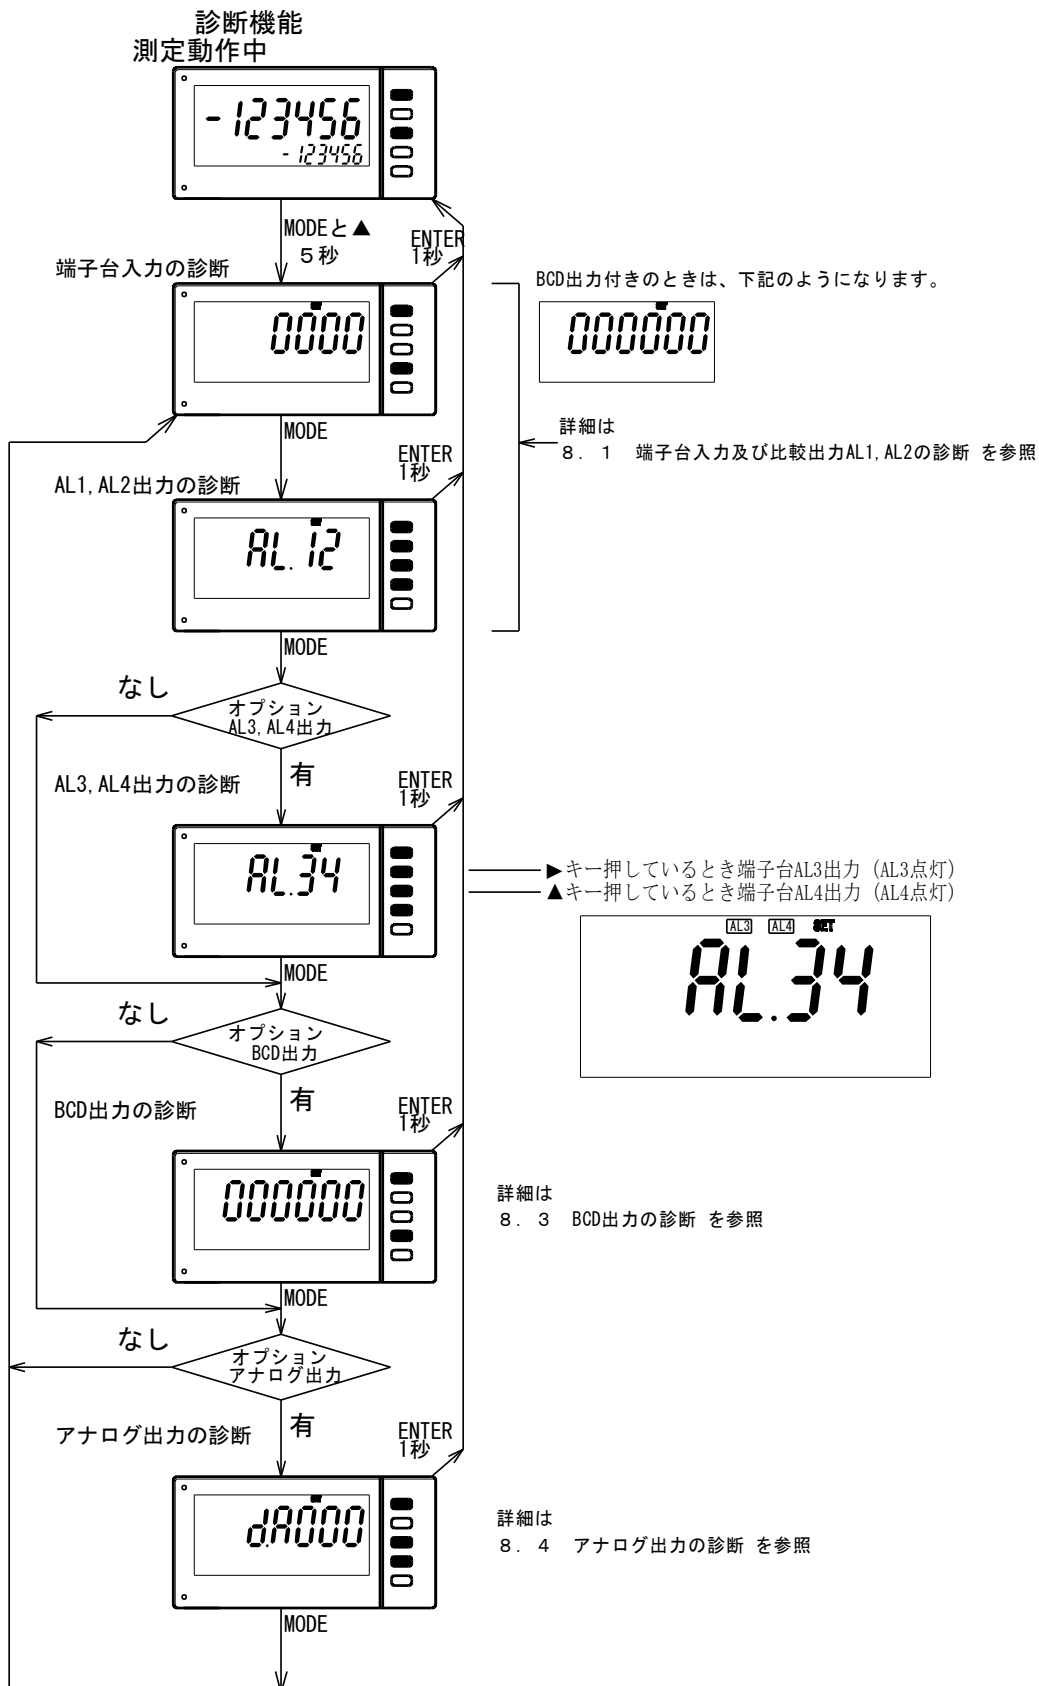 診断機能
測定動作中
-123456
-123456
MODEと▲
5秒
ENTER
1秒
端子台入力の診断
BCD出力付きのときは、下記のようになります。
0000
000000
MODE
詳細は
8.1 端子台入力及び比較出力AL1,AL2の診断 を参照
ENTER
1秒
AL1,AL2出力の診断
AL.12
MODE
なし
オプション
AL3,AL4出力
有
AL3,AL4出力の診断
ENTER
1秒
AL.34
▶キー押しているとき端子台AL3出力 (AL3点灯)
▲キー押しているとき端子台AL4出力 (AL4点灯)
AL3 AL4 SET
AL.34
MODE
なし
オプション
BCD出力
有
BCD出力の診断
ENTER
1秒
000000
詳細は
8.3 BCD出力の診断 を参照
MODE
なし
オプション
アナログ出力
有
アナログ出力の診断
ENTER
1秒
d.A000
詳細は
8.4 アナログ出力の診断 を参照
MODE